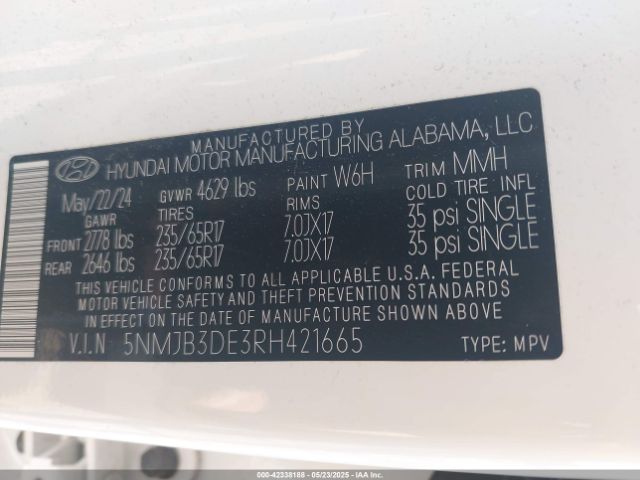 MANUFACTURED BY
HYUNDAI MOTOR MANUFACTURING ALABAMA, LLC
May/22/24 GVWR 4629 lbs PAINT W6H TRIM MMH
GAWR TIRES RIMS COLD TIRE INFL
FRONT 2778 lbs 235/65R17 7.0JX17 35 psi SINGLE
REAR 2646 lbs 235/65R17 7.0JX17 35 psi SINGLE
THIS VEHICLE CONFORMS TO ALL APPLICABLE U.S.A. FEDERAL
MOTOR VEHICLE SAFETY AND THEFT PREVENTION STANDARDS
IN EFFECT ON THE DATE OF MANUFACTURE SHOWN ABOVE
V.I.N 5NMJB3DE3RH421665 TYPE: MPV
000-42338188 - 05/23/2025 - IAA Inc.